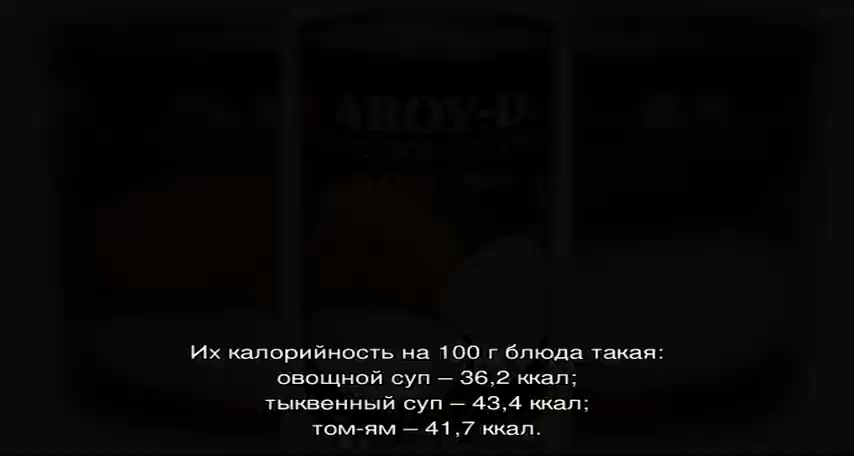 AROY-D
Их калорийность на 100 г блюда такая:
овощной суп – 36,2 ккал;
тыквенный суп – 43,4 ккал;
том-ям – 41,7 ккал.